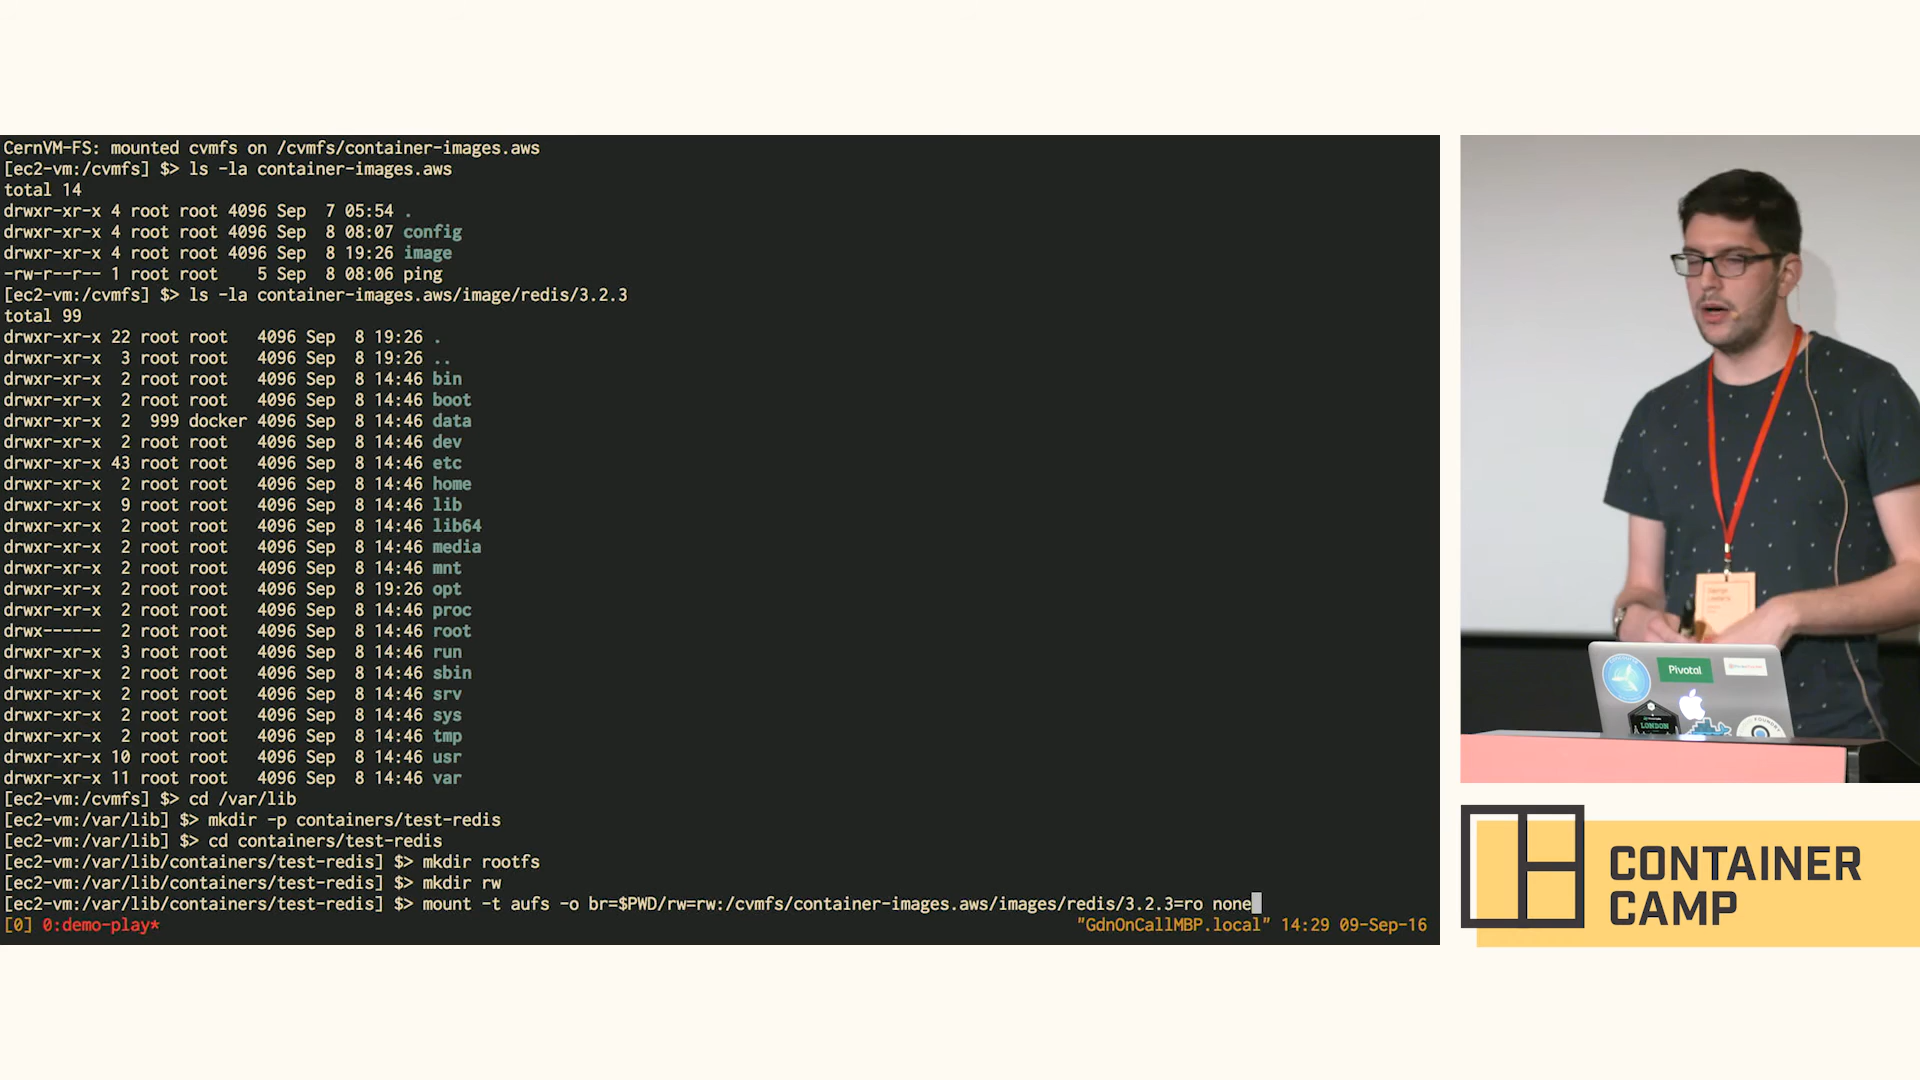 CernVM-FS: mounted cvmfs on /cvmfs/container-images.aws
[ec2-vm:/cvmfs] $> ls -la container-images.aws
total 14
drwxr-xr-x 4 root root 4096 Sep  7 05:54 .
drwxr-xr-x 4 root root 4096 Sep  8 08:07 config
drwxr-xr-x 4 root root 4096 Sep  8 19:26 image
-rw-r--r-- 1 root root    5 Sep  8 08:06 ping
[ec2-vm:/cvmfs] $> ls -la container-images.aws/image/redis/3.2.3
total 99
drwxr-xr-x 22 root root   4096 Sep  8 19:26 .
drwxr-xr-x  3 root root   4096 Sep  8 19:26 ..
drwxr-xr-x  2 root root   4096 Sep  8 14:46 bin
drwxr-xr-x  2 root root   4096 Sep  8 14:46 boot
drwxr-xr-x  2  999 docker 4096 Sep  8 14:46 data
drwxr-xr-x  2 root root   4096 Sep  8 14:46 dev
drwxr-xr-x 43 root root   4096 Sep  8 14:46 etc
drwxr-xr-x  2 root root   4096 Sep  8 14:46 home
drwxr-xr-x  9 root root   4096 Sep  8 14:46 lib
drwxr-xr-x  2 root root   4096 Sep  8 14:46 lib64
drwxr-xr-x  2 root root   4096 Sep  8 14:46 media
drwxr-xr-x  2 root root   4096 Sep  8 14:46 mnt
drwxr-xr-x  2 root root   4096 Sep  8 19:26 opt
drwxr-xr-x  2 root root   4096 Sep  8 14:46 proc
drwx------  2 root root   4096 Sep  8 14:46 root
drwxr-xr-x  3 root root   4096 Sep  8 14:46 run
drwxr-xr-x  2 root root   4096 Sep  8 14:46 sbin
drwxr-xr-x  2 root root   4096 Sep  8 14:46 srv
drwxr-xr-x  2 root root   4096 Sep  8 14:46 sys
drwxr-xr-x  2 root root   4096 Sep  8 14:46 tmp
drwxr-xr-x 10 root root   4096 Sep  8 14:46 usr
drwxr-xr-x 11 root root   4096 Sep  8 14:46 var
[ec2-vm:/cvmfs] $> cd /var/lib
[ec2-vm:/var/lib] $> mkdir -p containers/test-redis
[ec2-vm:/var/lib] $> cd containers/test-redis
[ec2-vm:/var/lib/containers/test-redis] $> mkdir rootfs
[ec2-vm:/var/lib/containers/test-redis] $> mkdir rw
[ec2-vm:/var/lib/containers/test-redis] $> mount -t aufs -o br=$PWD/rw=rw:/cvmfs/container-images.aws/images/redis/3.2.3=ro none
[0] 0:demo-play* "GdnOnCallMBP.local" 14:29 09-Sep-16
Pivotal
LONDON
CONTAINER
CAMP